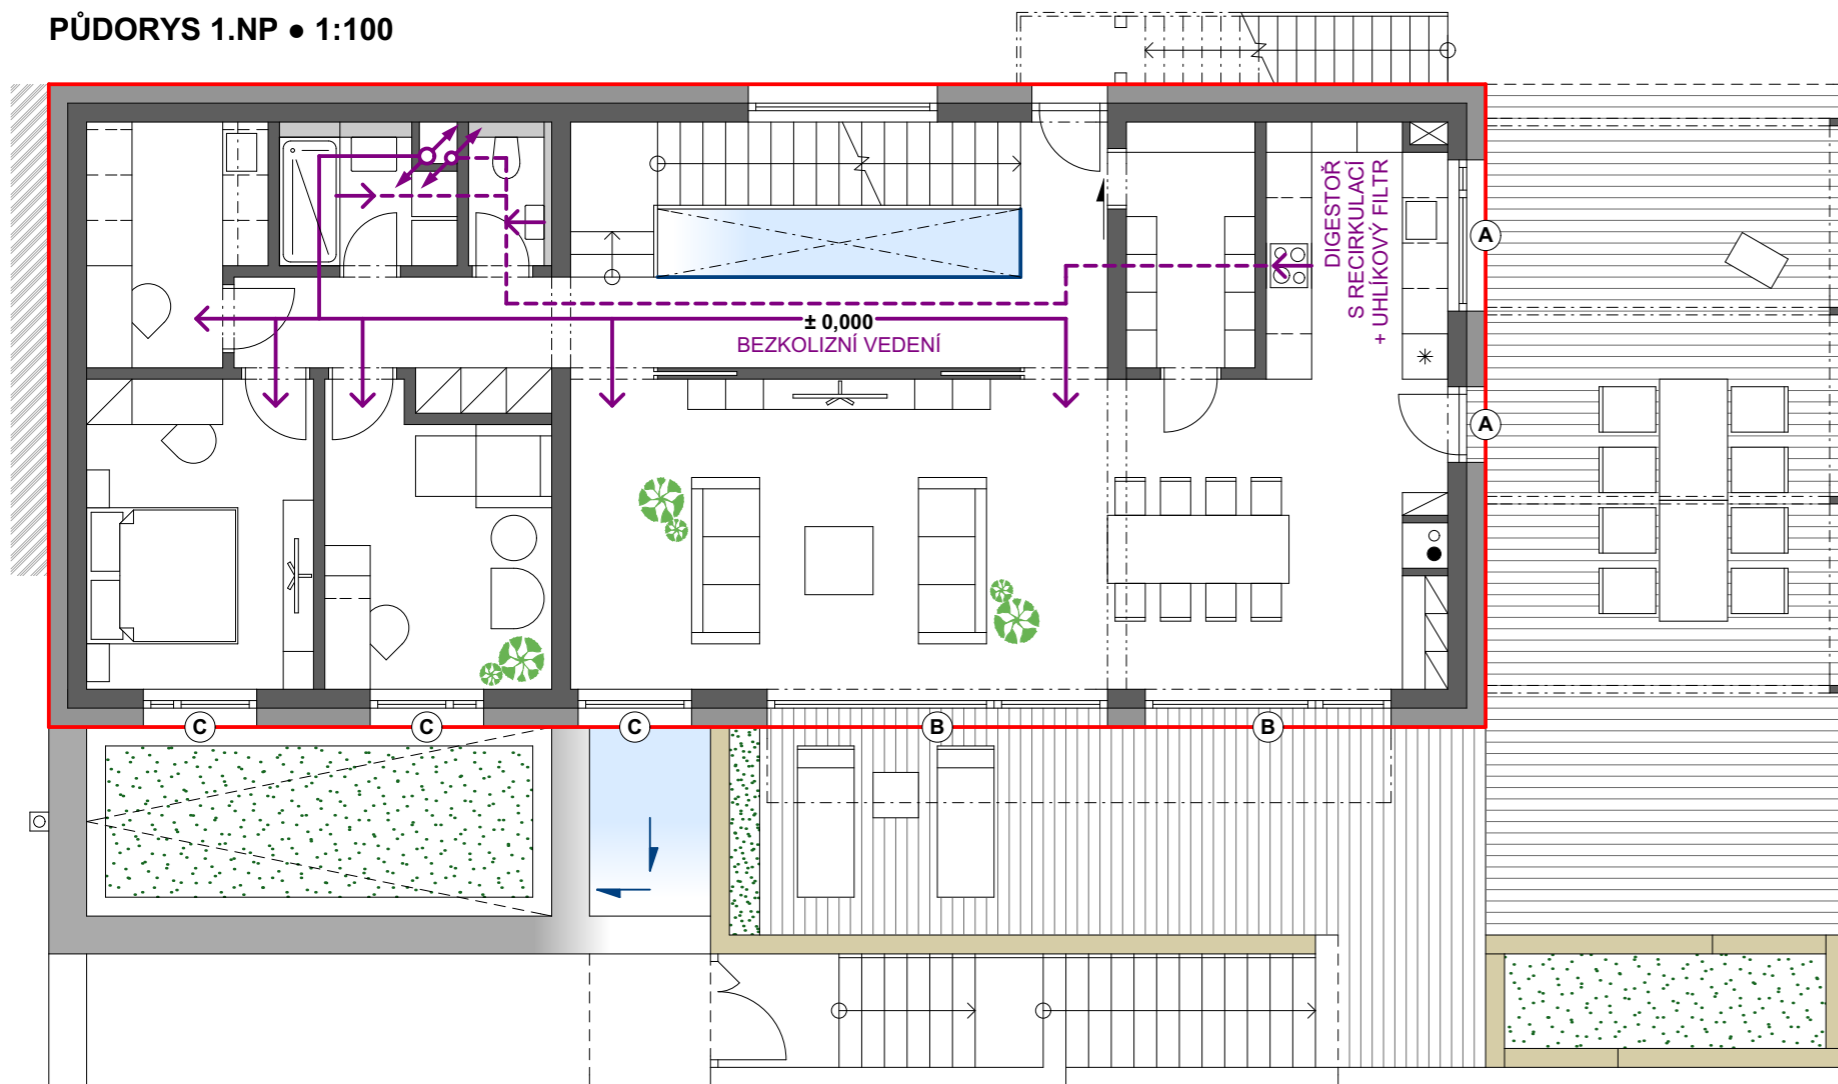 PŮDORYS 1.NP ● 1:100
DIGESTOŘ
S RECIRKULACÍ
+ UHLÍKOVÝ FILTR
A
± 0,000
BEZKOLIZNÍ VEDENÍ
A
C
C
C
B
B